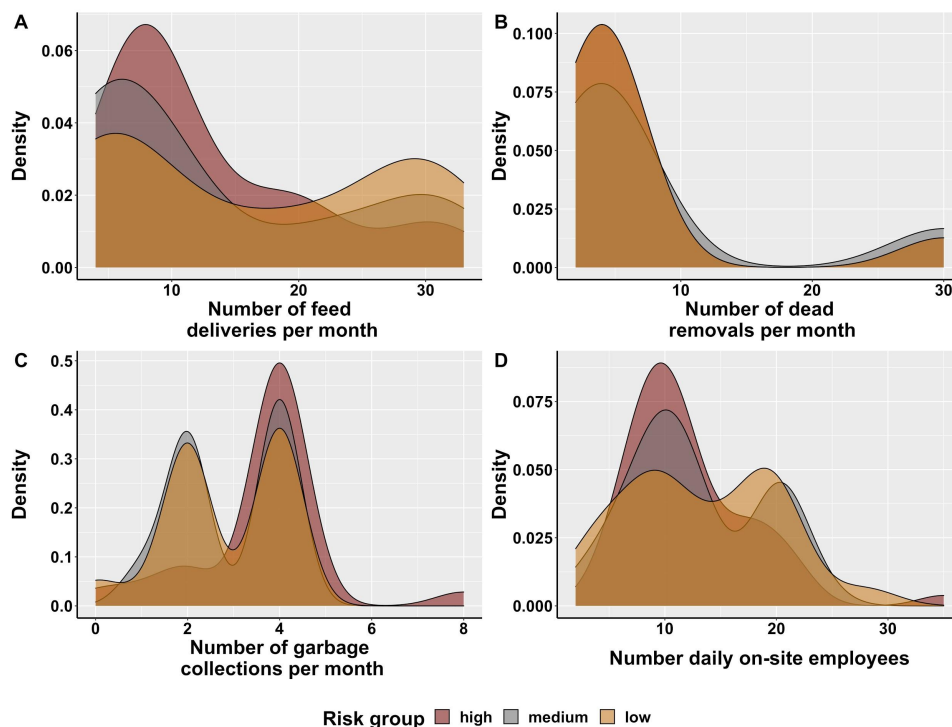 A
0.06
0.04
0.02
0.00
Density
10 20 30
Number of feed
deliveries per month
B
0.100
0.075
0.050
0.025
0.000
Density
10 20 30
Number of dead
removals per month
C
0.5
0.4
0.3
0.2
0.1
0.0
Density
0 2 4 6 8
Number of garbage
collections per month
D
0.075
0.050
0.025
0.000
Density
10 20 30
Number daily on-site employees
Risk group high medium low